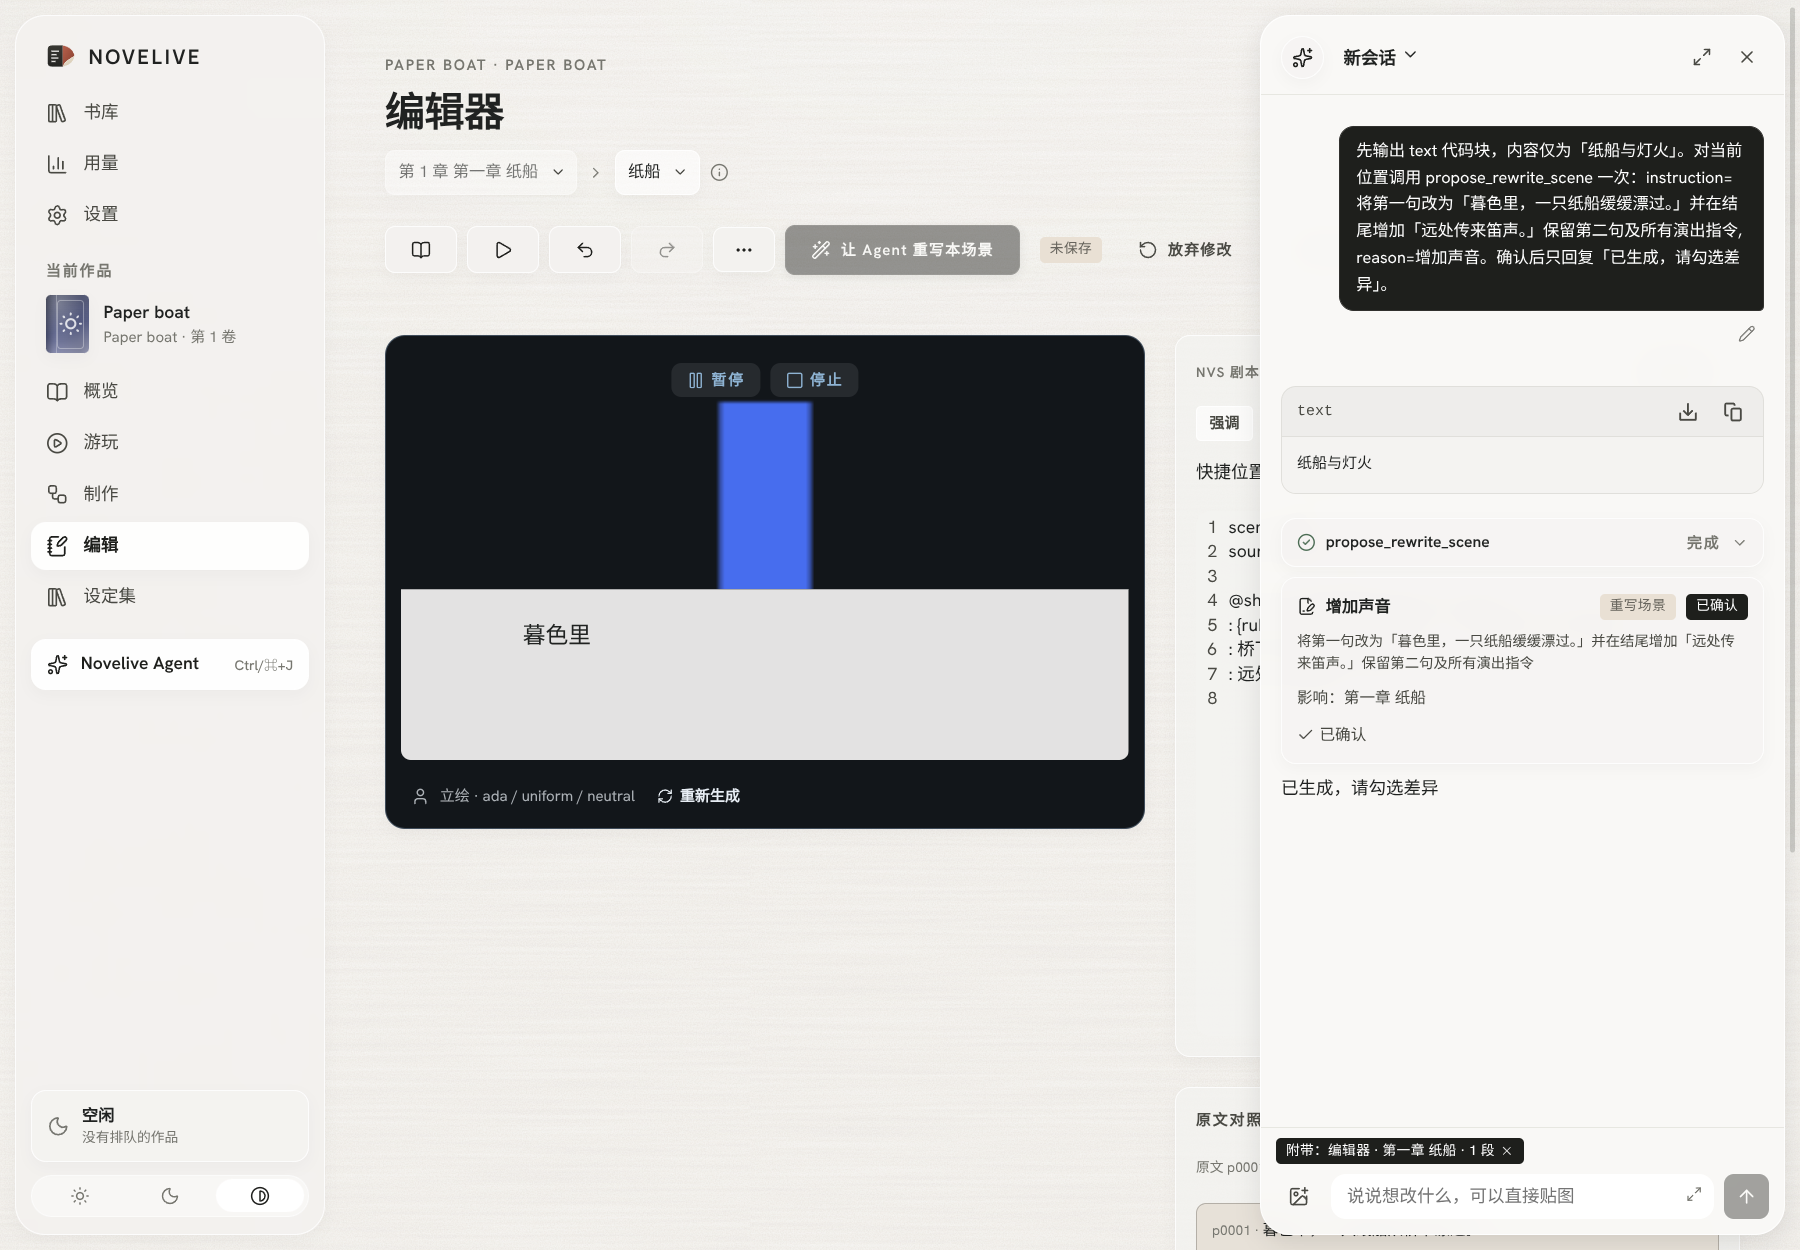 NOVELIVE
书库
用量
设置
当前作品
Paper boat
Paper boat · 第 1 卷
概览
游玩
制作
编辑
设定集
Novelive Agent
Ctrl/⌘+J
空闲
没有排队的作品
PAPER BOAT · PAPER BOAT
编辑器
第 1 章 第一章 纸船
纸船
让 Agent 重写本场景
未保存
放弃修改
暂停
停止
暮色里
立绘 · ada / uniform / neutral
重新生成
NVS 剧本
强调
快捷位置
1 scen
2 sour
3
4 @sh
5 : {rul
6 : 桥下
7 : 远处
8
原文对照
原文 p000
p0001 ·
新会话
先输出 text 代码块，内容仅为「纸船与灯火」。对当前
位置调用 propose_rewrite_scene 一次：instruction=
将第一句改为「暮色里，一只纸船缓缓漂过。」并在结
尾增加「远处传来笛声。」保留第二句及所有演出指令,
reason=增加声音。确认后只回复「已生成，请勾选差
异」。
text
纸船与灯火
propose_rewrite_scene
完成
增加声音
重写场景
已确认
将第一句改为「暮色里，一只纸船缓缓漂过。」并在结尾增加「远处传
来笛声。」保留第二句及所有演出指令
影响：第一章 纸船
已确认
已生成，请勾选差异
附带：编辑器 · 第一章 纸船 · 1 段
说说想改什么，可以直接贴图